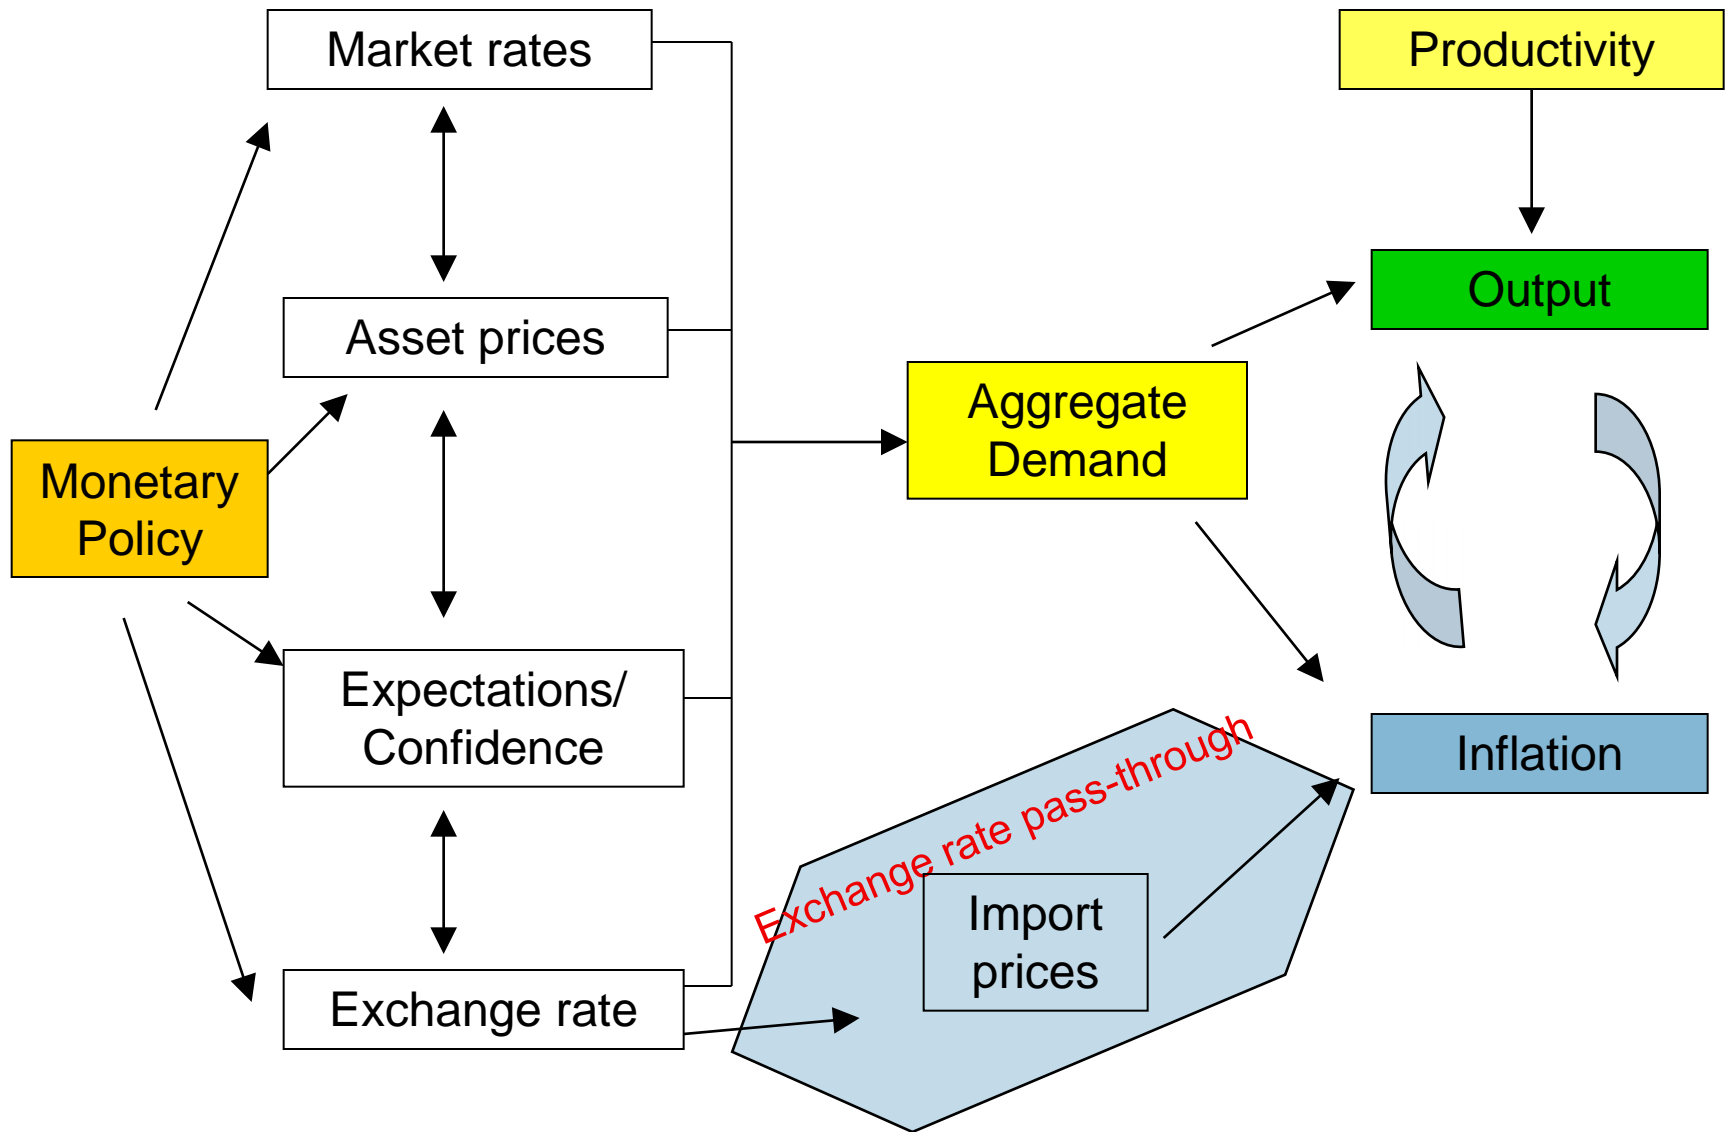 Market rates
Productivity
Output
Asset prices
Aggregate
Demand
Monetary
Policy
Expectations/
Confidence
Inflation
Exchange rate pass-through
Import
prices
Exchange rate